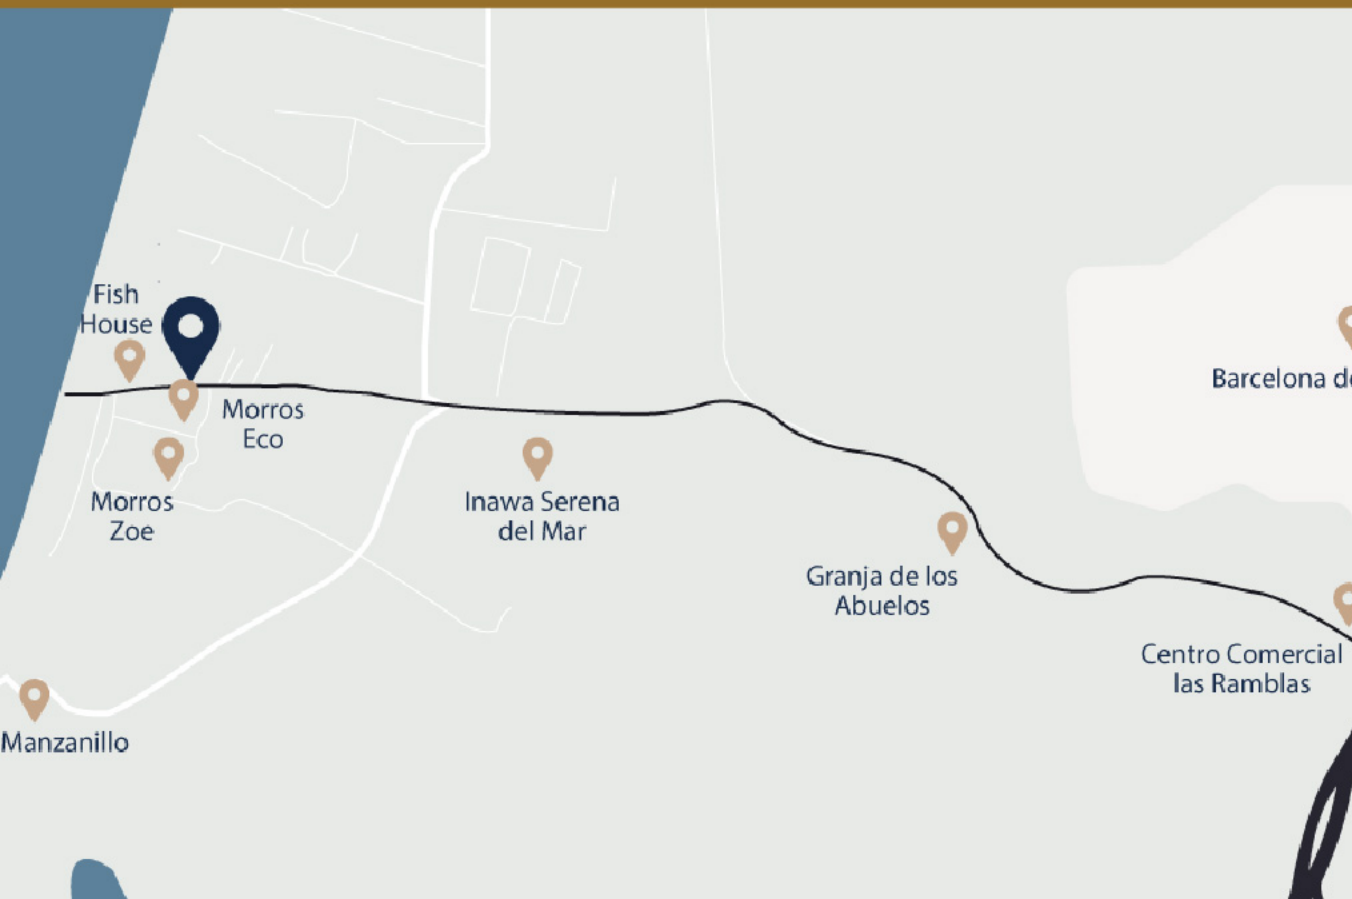 Fish
House
Morros
Eco
Morros
Zoe
Inawa Serena
del Mar
Granja de los
Abuelos
Barcelona
Centro Comercial
las Ramblas
Manzanillo